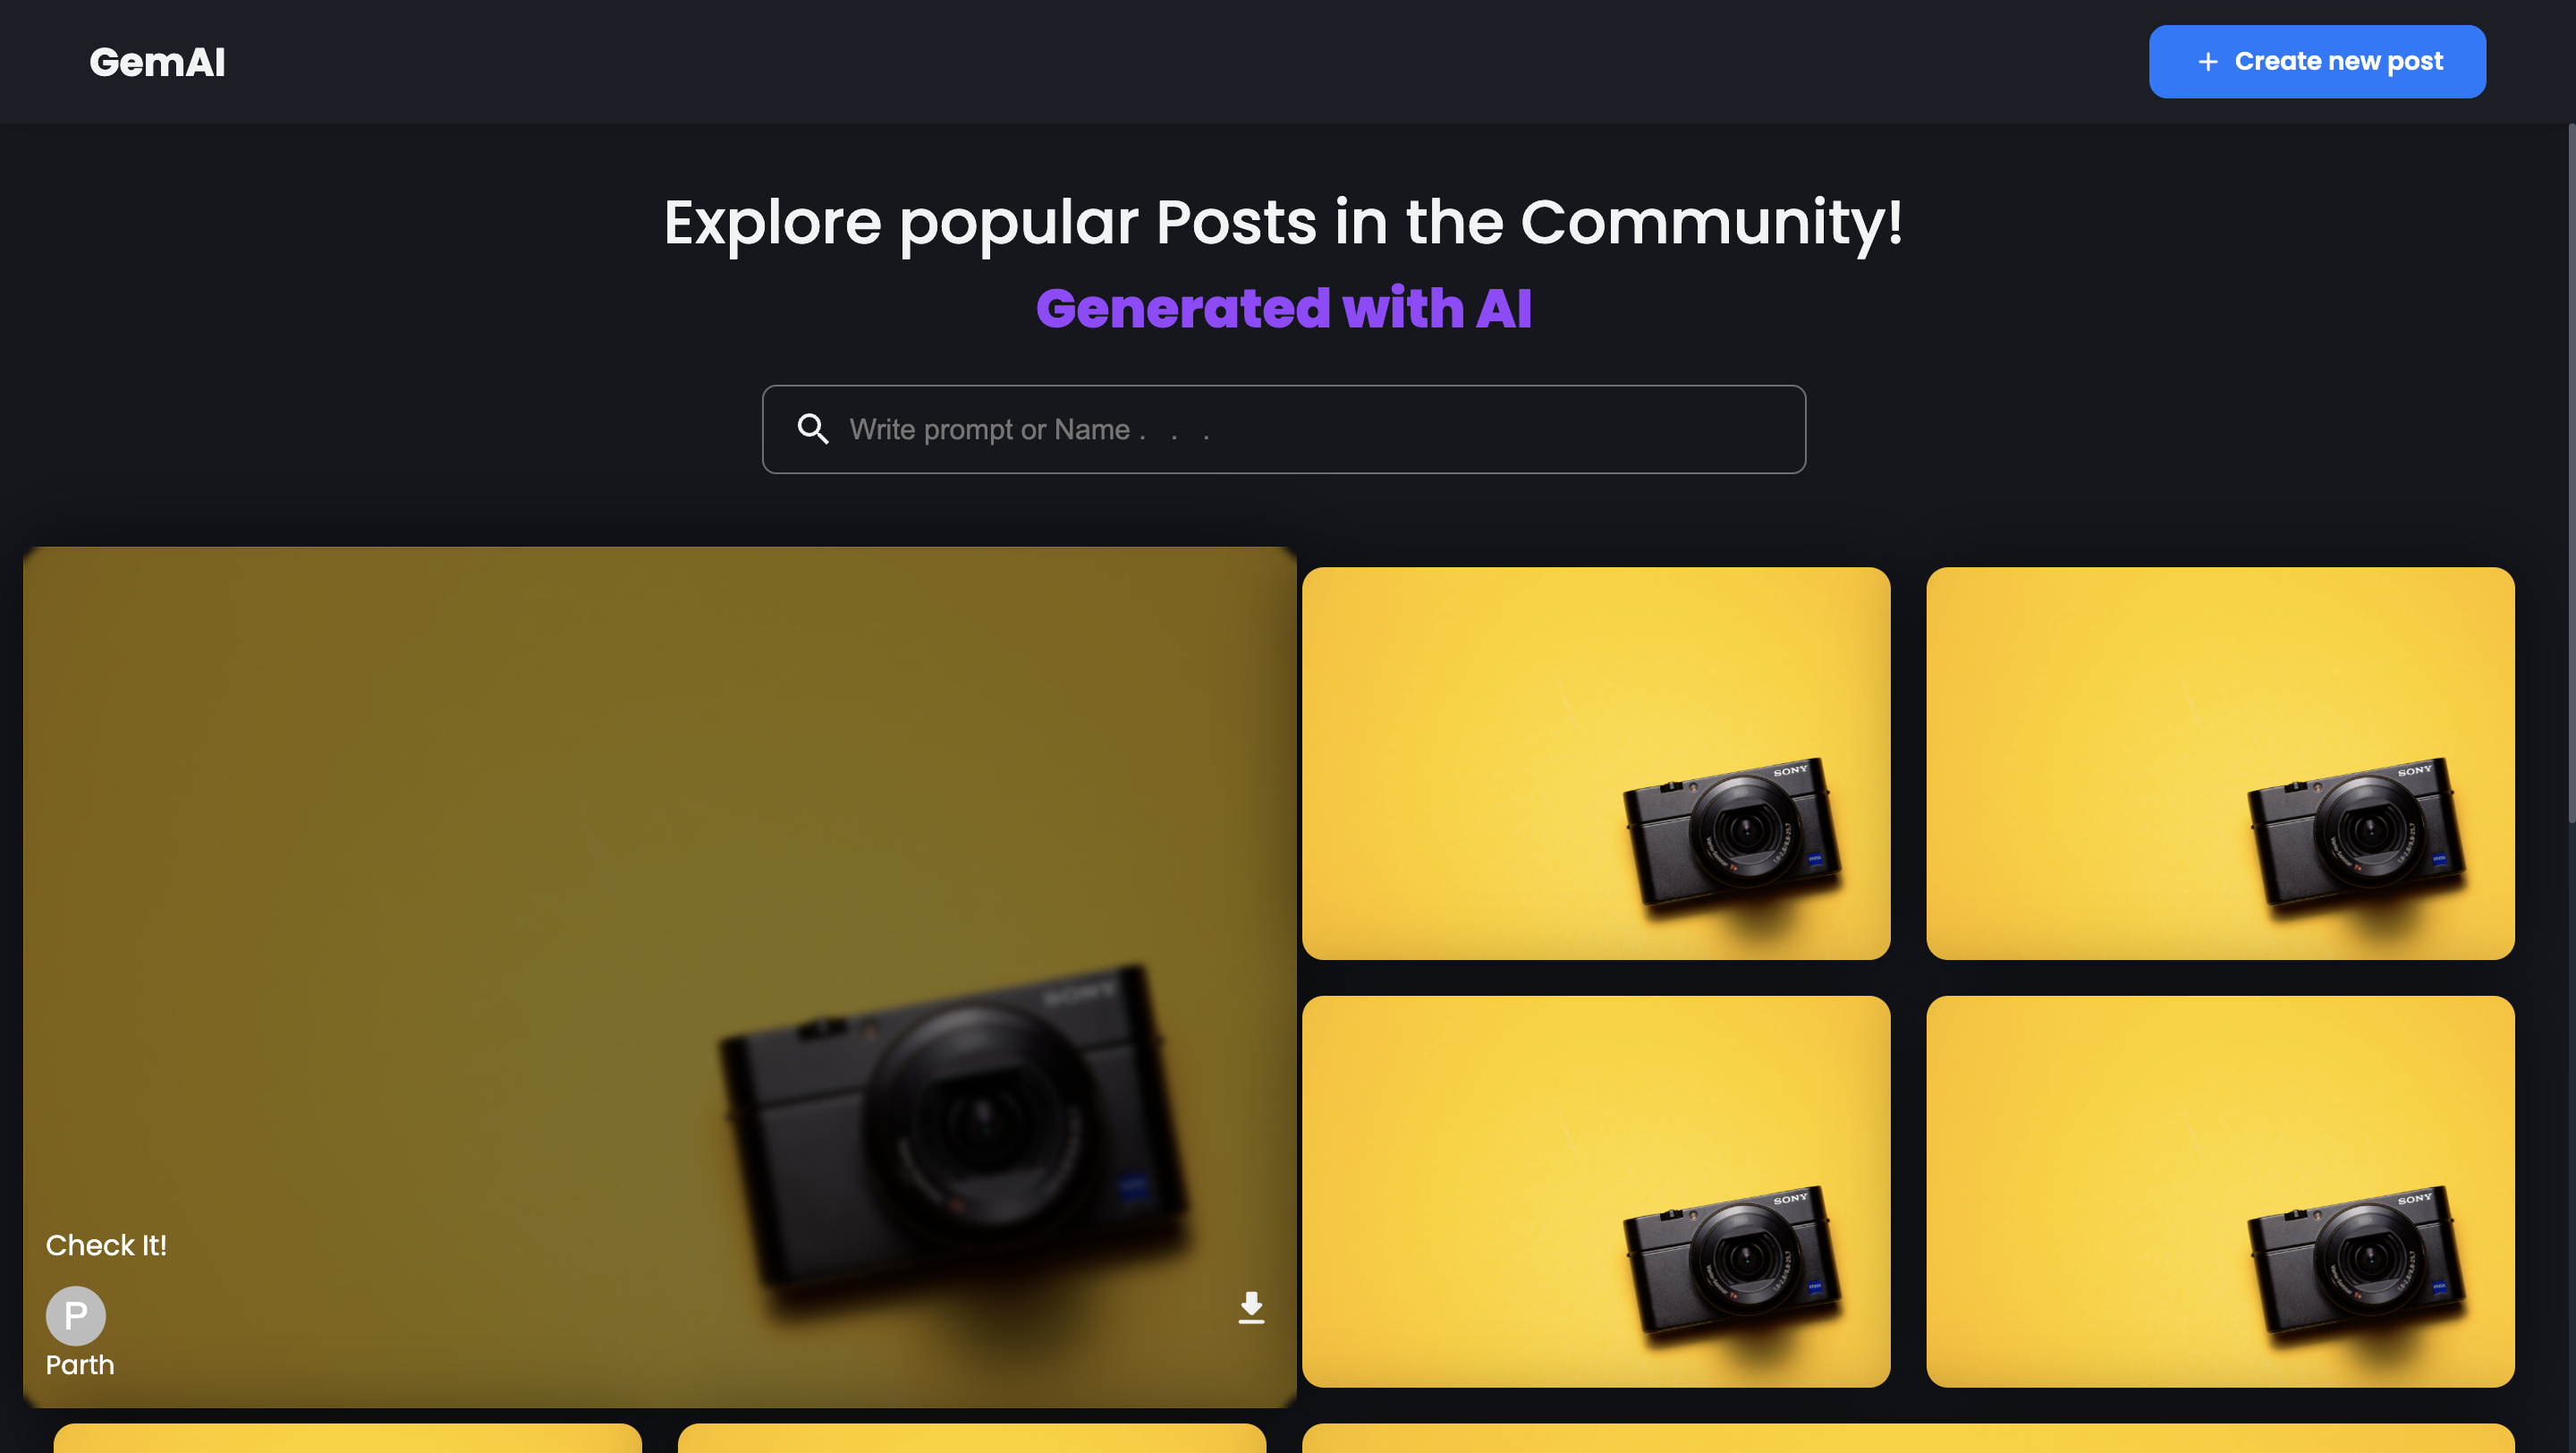 GemAI
+ Create new post
Explore popular Posts in the Community!
Generated with AI
Write prompt or Name . . .
SONY
SONY
SONY
Check It!
SONY
SONY
P
Parth